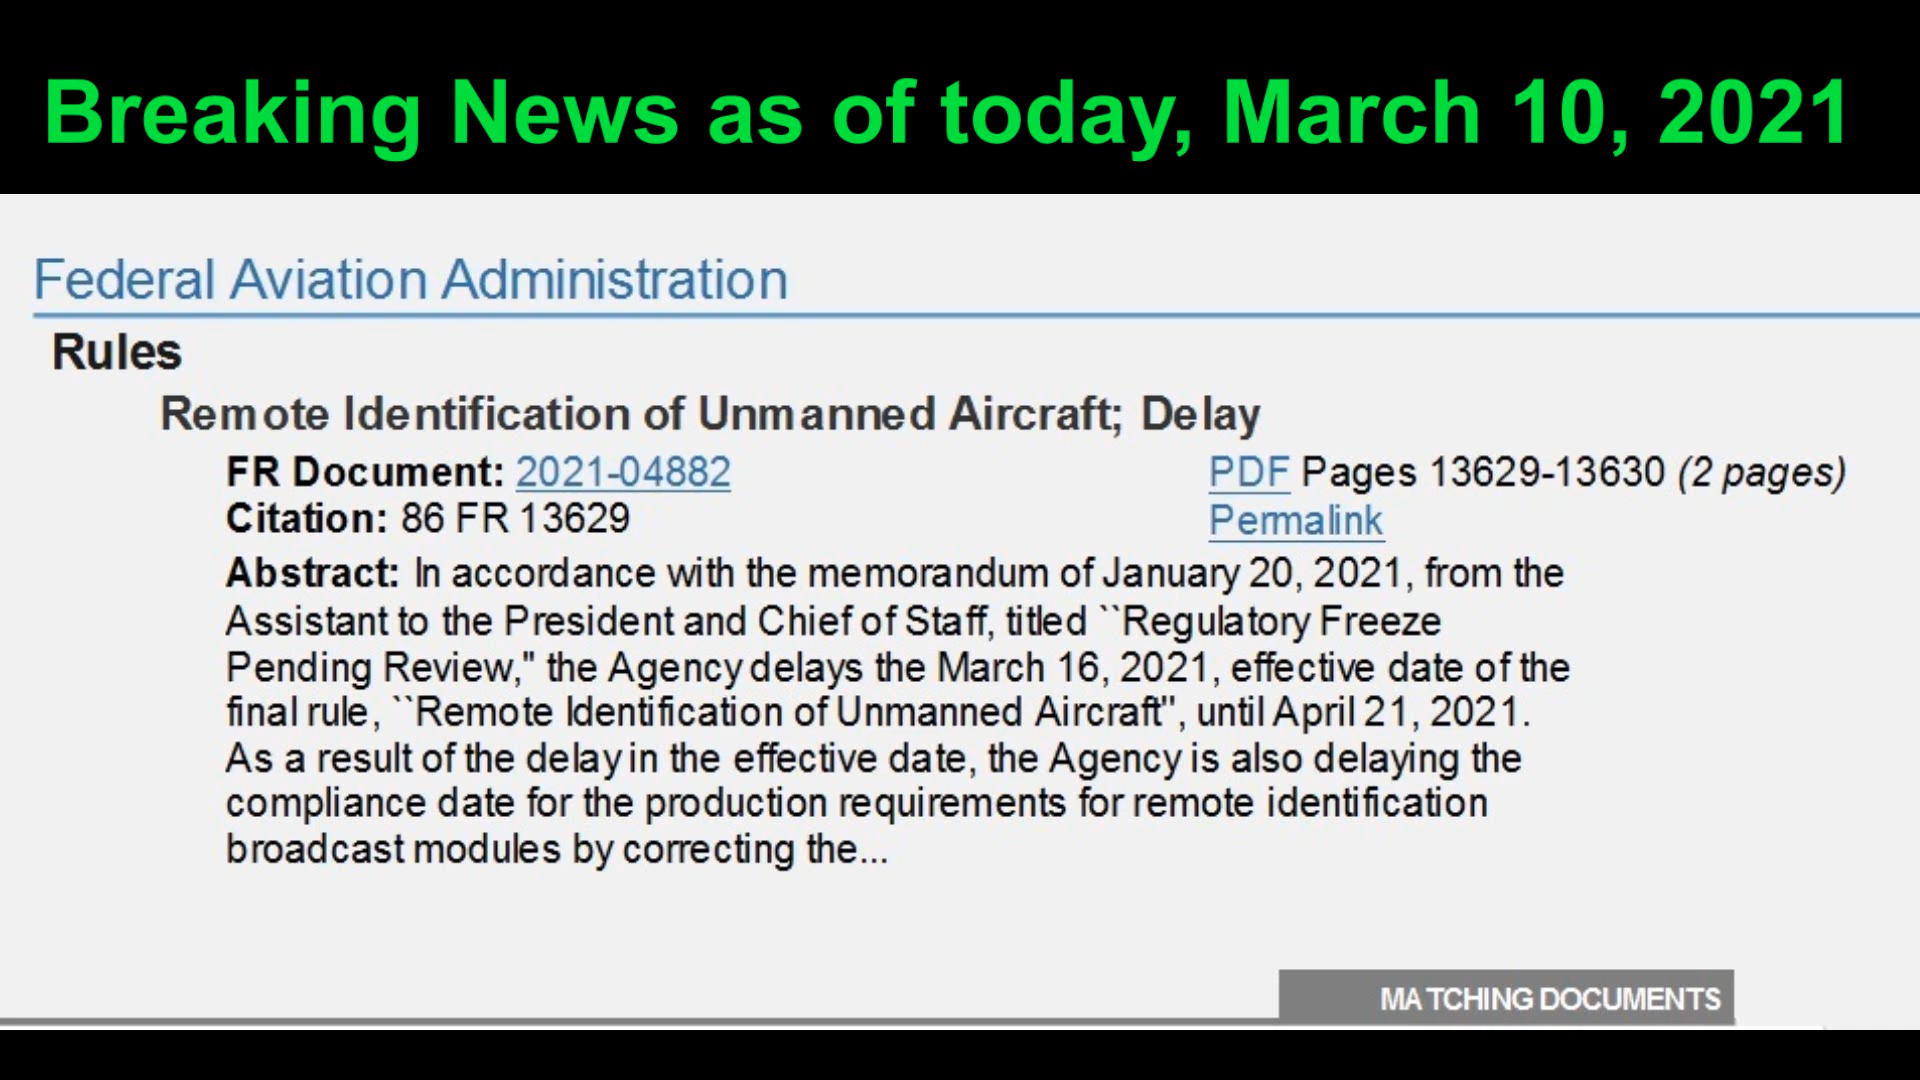 Breaking News as of today, March 10, 2021
Federal Aviation Administration
Rules
Remote Identification of Unmanned Aircraft; Delay
FR Document: 2021-04882 PDF Pages 13629-13630 (2 pages)
Citation: 86 FR 13629 Permalink
Abstract: In accordance with the memorandum of January 20, 2021, from the
Assistant to the President and Chief of Staff, titled ``Regulatory Freeze
Pending Review,'' the Agency delays the March 16, 2021, effective date of the
final rule, ``Remote Identification of Unmanned Aircraft'', until April 21, 2021.
As a result of the delay in the effective date, the Agency is also delaying the
compliance date for the production requirements for remote identification
broadcast modules by correcting the...
MATCHING DOCUMENTS